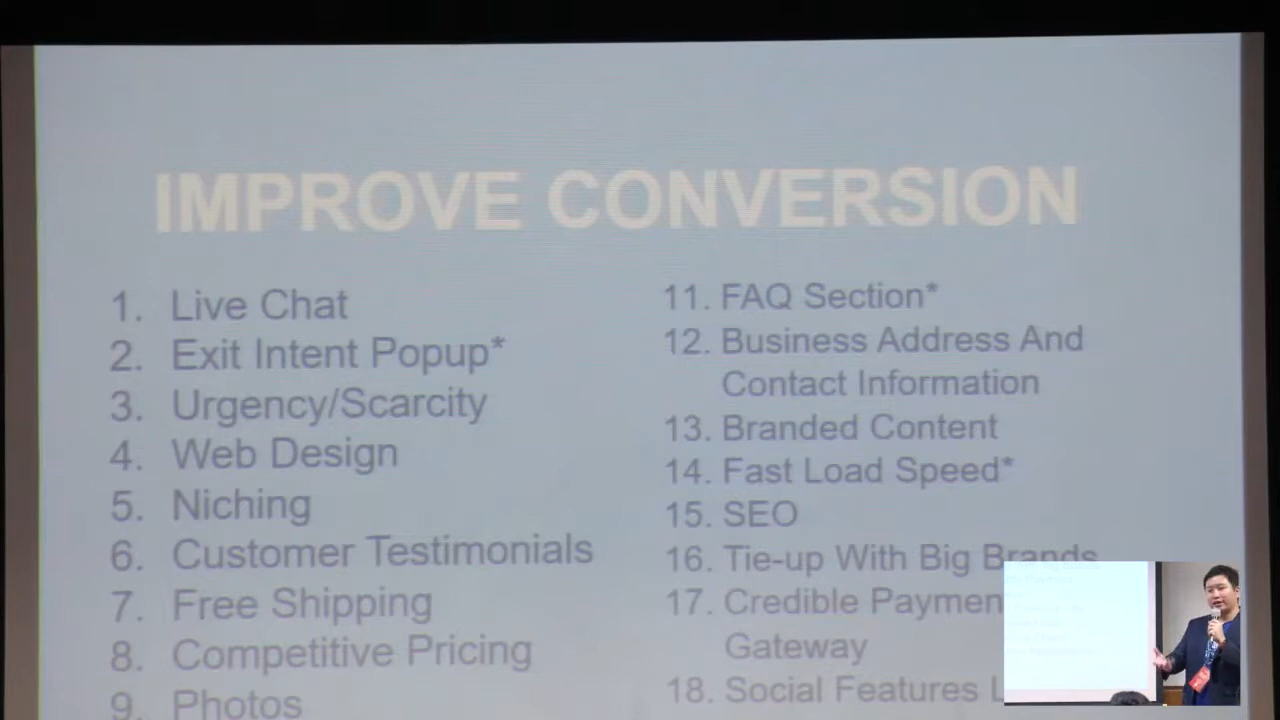 IMPROVE CONVERSION
1. Live Chat
2. Exit Intent Popup*
3. Urgency/Scarcity
4. Web Design
5. Niching
6. Customer Testimonials
7. Free Shipping
8. Competitive Pricing
9. Photos
11. FAQ Section*
12. Business Address And
Contact Information
13. Branded Content
14. Fast Load Speed*
15. SEO
16. Tie-up With Big Brands
17. Credible Paymen
Gateway
18. Social Features